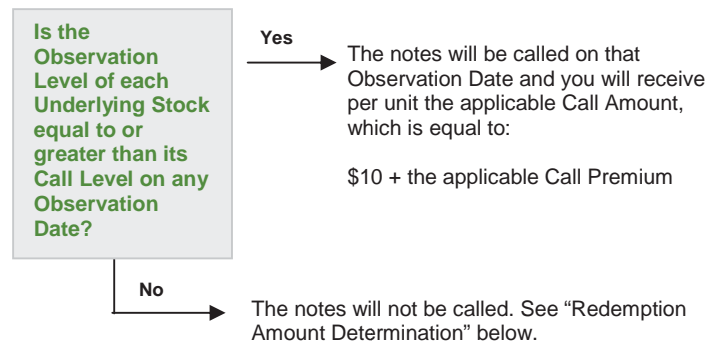 Is the
Observation
Level of each
Underlying Stock
equal to or
greater than its
Call Level on any
Observation
Date?
Yes
The notes will be called on that
Observation Date and you will receive
per unit the applicable Call Amount,
which is equal to:
$10 + the applicable Call Premium
No
The notes will not be called. See “Redemption
Amount Determination” below.